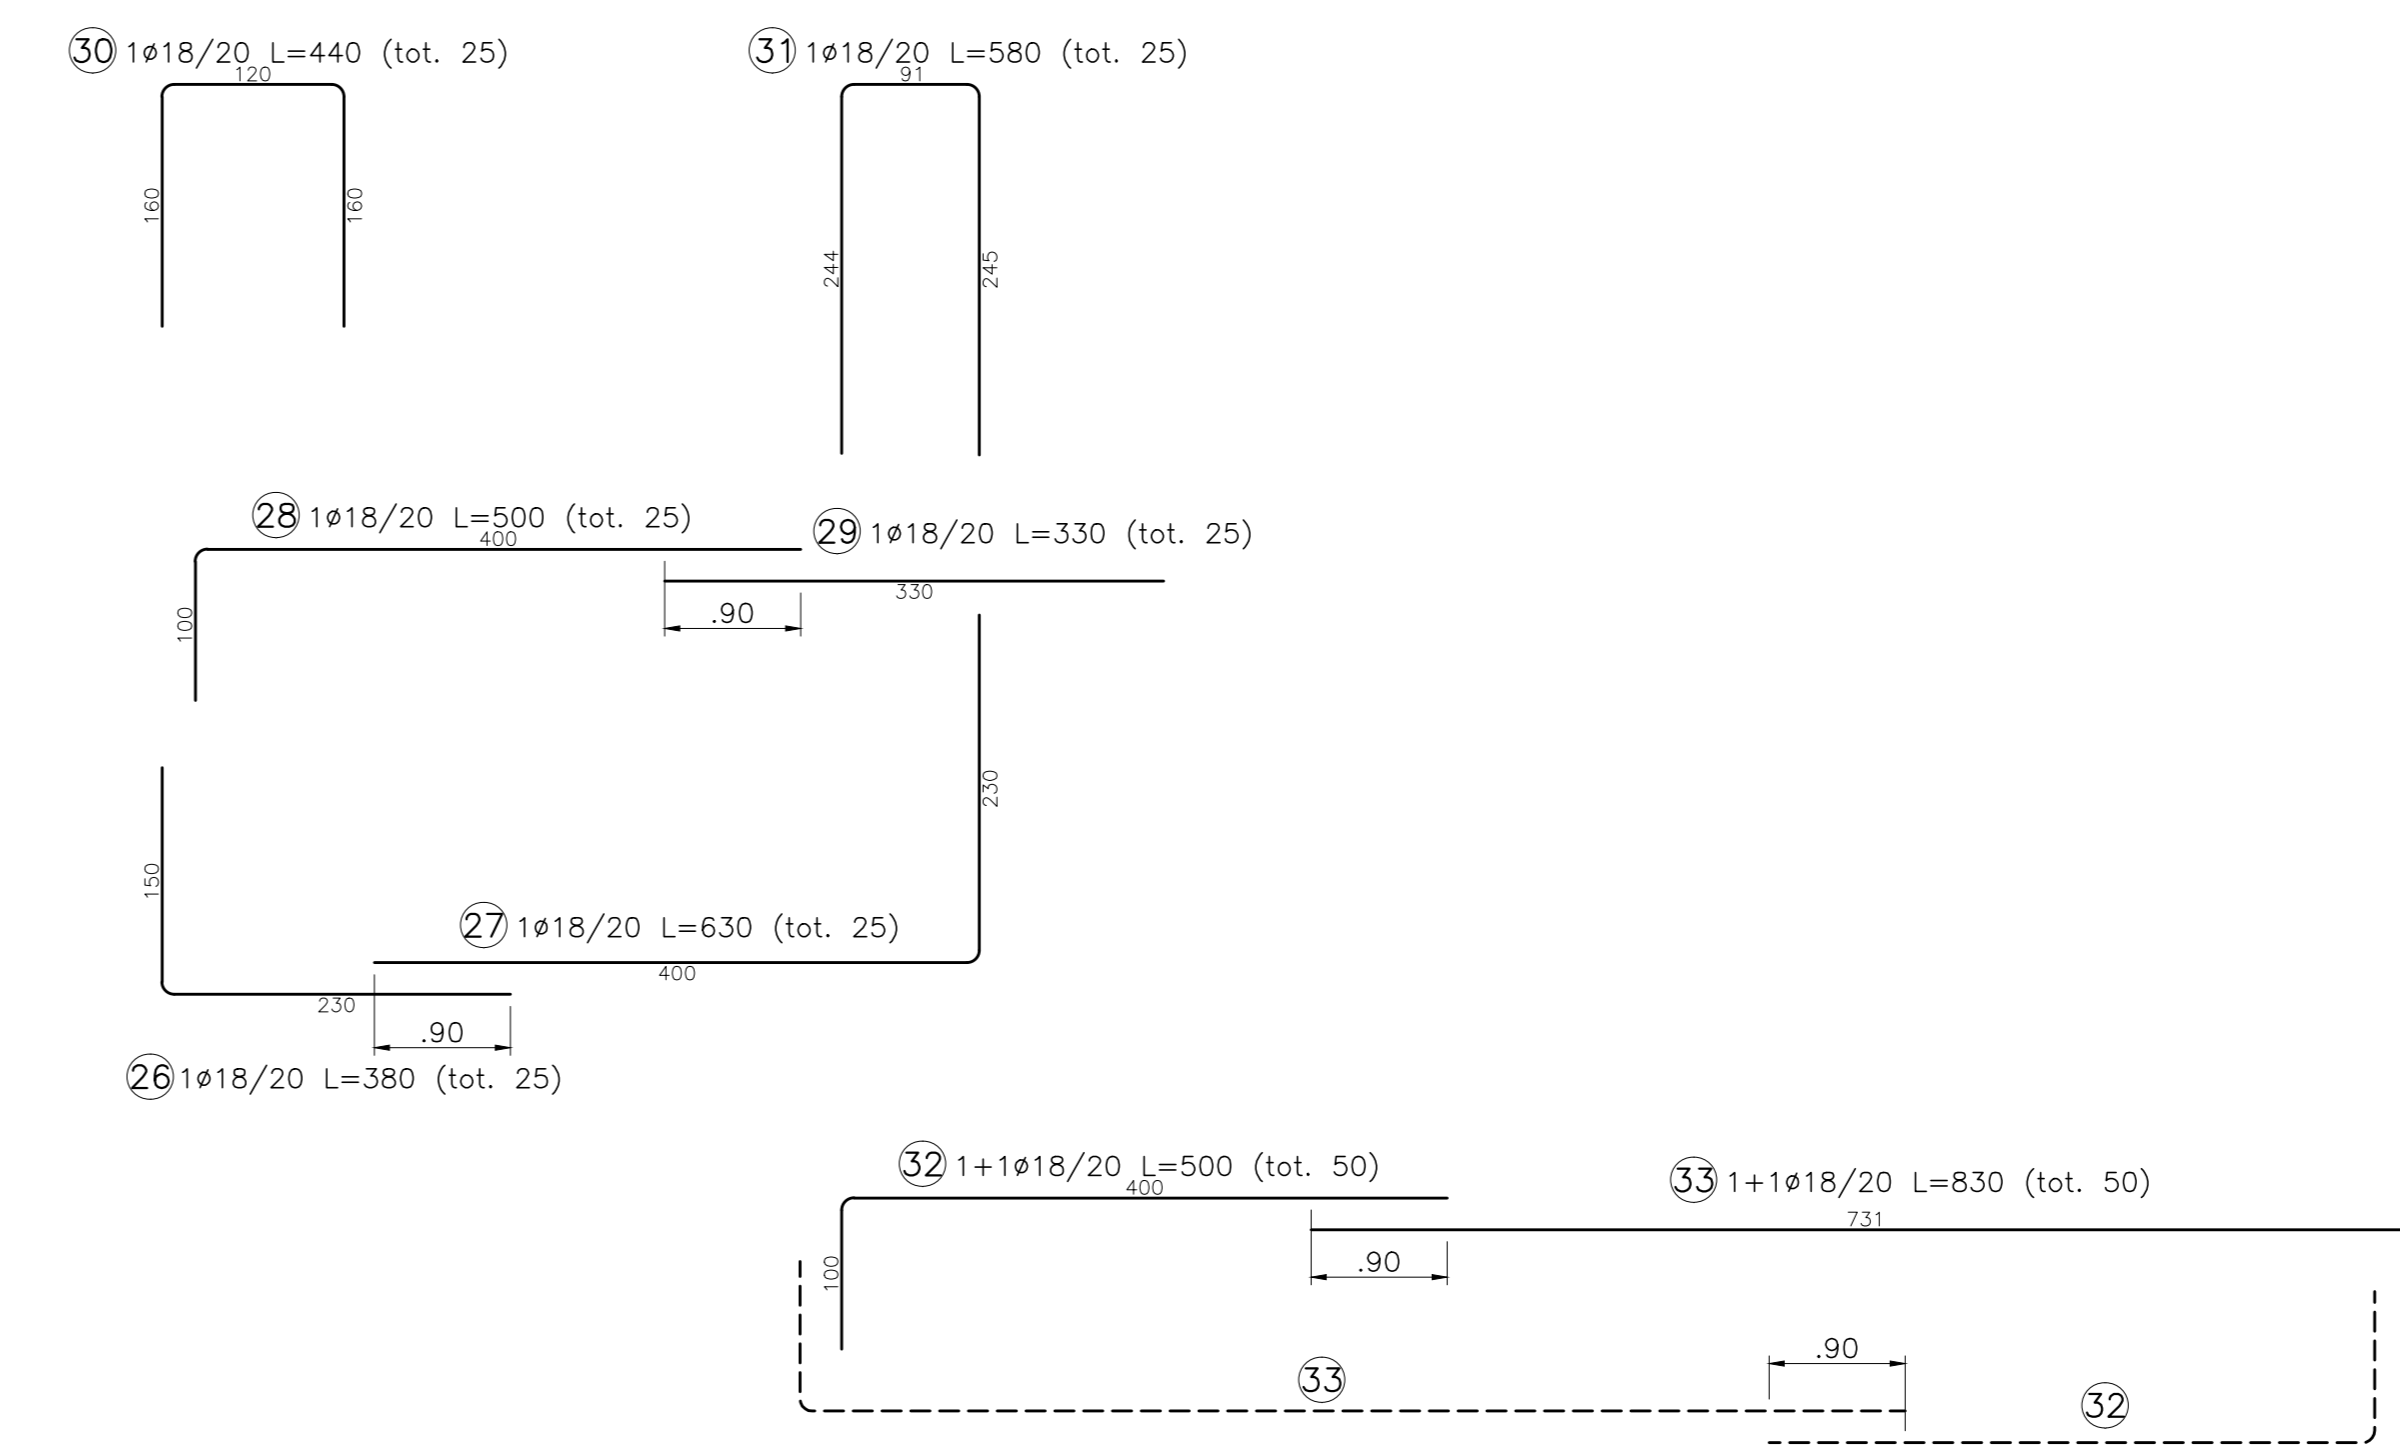 30 1ø18/20 L=440 (tot. 25)
120
160
160
31 1ø18/20 L=580 (tot. 25)
91
244
245
28 1ø18/20 L=500 (tot. 25)
400
100
29 1ø18/20 L=330 (tot. 25)
330
.90
230
150
27 1ø18/20 L=630 (tot. 25)
400
230
.90
26 1ø18/20 L=380 (tot. 25)
32 1+1ø18/20 L=500 (tot. 50)
400
100
33 1+1ø18/20 L=830 (tot. 50)
731
.90
.90
33
32